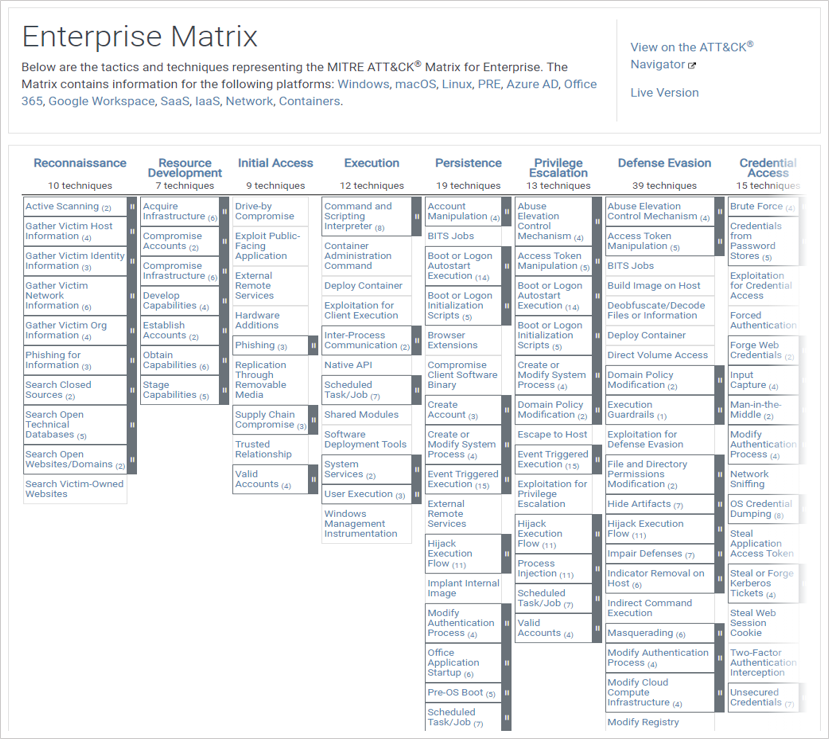 Enterprise Matrix
Below are the tactics and techniques representing the MITRE ATT&CK® Matrix for Enterprise. The
Matrix contains information for the following platforms: Windows, macOS, Linux, PRE, Azure AD, Office
365, Google Workspace, SaaS, IaaS, Network, Containers.
View on the ATT&CK®
Navigator
Live Version
Reconnaissance
10 techniques
Active Scanning (2)
Gather Victim Host
Information (4)
Gather Victim Identity
Information (3)
Gather Victim
Network
Information (6)
Gather Victim Org
Information (4)
Phishing for
Information (3)
Search Closed
Sources (2)
Search Open
Technical
Databases (5)
Search Open
Websites/Domains (2)
Search Victim-Owned
Websites
Resource
Development
7 techniques
Acquire
Infrastructure (6)
Compromise
Accounts (2)
Compromise
Infrastructure (6)
Develop
Capabilities (4)
Establish
Accounts (2)
Obtain
Capabilities (6)
Stage
Capabilities (5)
Initial Access
9 techniques
Drive-by
Compromise
Exploit Public-
Facing
Application
External
Remote
Services
Hardware
Additions
Phishing (3)
Replication
Through
Removable
Media
Supply Chain
Compromise (3)
Trusted
Relationship
Valid
Accounts (4)
Execution
12 techniques
Command and
Scripting
Interpreter (8)
Container
Administration
Command
Deploy Container
Exploitation for
Client Execution
Inter-Process
Communication (2)
Native API
Scheduled
Task/Job (7)
Shared Modules
Software
Deployment Tools
System
Services (2)
User Execution (3)
Windows
Management
Instrumentation
Persistence
19 techniques
Account
Manipulation (4)
BITS Jobs
Boot or Logon
Autostart
Execution (14)
Boot or Logon
Initialization
Scripts (5)
Browser
Extensions
Compromise
Client Software
Binary
Create
Account (3)
Create or
Modify System
Process (4)
Event Triggered
Execution (15)
External
Remote
Services
Hijack
Execution
Flow (11)
Implant Internal
Image
Modify
Authentication
Process (4)
Office
Application
Startup (6)
Pre-OS Boot (5)
Scheduled
Task/Job (7)
Privilege
Escalation
13 techniques
Abuse
Elevation
Control
Mechanism (4)
Access Token
Manipulation (5)
Boot or Logon
Autostart
Execution (14)
Boot or Logon
Initialization
Scripts (5)
Create or
Modify System
Process (4)
Domain Policy
Modification (2)
Escape to Host
Event Triggered
Execution (15)
Exploitation for
Privilege
Escalation
Hijack
Execution
Flow (11)
Process
Injection (11)
Scheduled
Task/Job (7)
Valid
Accounts (4)
Defense Evasion
39 techniques
Abuse Elevation
Control Mechanism (4)
Access Token
Manipulation (5)
BITS Jobs
Build Image on Host
Deobfuscate/Decode
Files or Information
Deploy Container
Direct Volume Access
Domain Policy
Modification (2)
Execution
Guardrails (1)
Exploitation for
Defense Evasion
File and Directory
Permissions
Modification (2)
Hide Artifacts (7)
Hijack Execution
Flow (11)
Impair Defenses (7)
Indicator Removal on
Host (6)
Indirect Command
Execution
Masquerading (6)
Modify Authentication
Process (4)
Modify Cloud
Compute
Infrastructure (4)
Modify Registry
Credential
Access
15 techniques
Brute Force (4)
Credentials
from
Password
Stores (5)
Exploitation
for Credential
Access
Forced
Authentication
Forge Web
Credentials (2)
Input
Capture (4)
Man-in-the-
Middle (2)
Modify
Authentication
Process (4)
Network
Sniffing
OS Credential
Dumping (8)
Steal
Application
Access Token
Steal or Forge
Kerberos
Tickets (4)
Steal Web
Session
Cookie
Two-Factor
Authentication
Interception
Unsecured
Credentials (7)